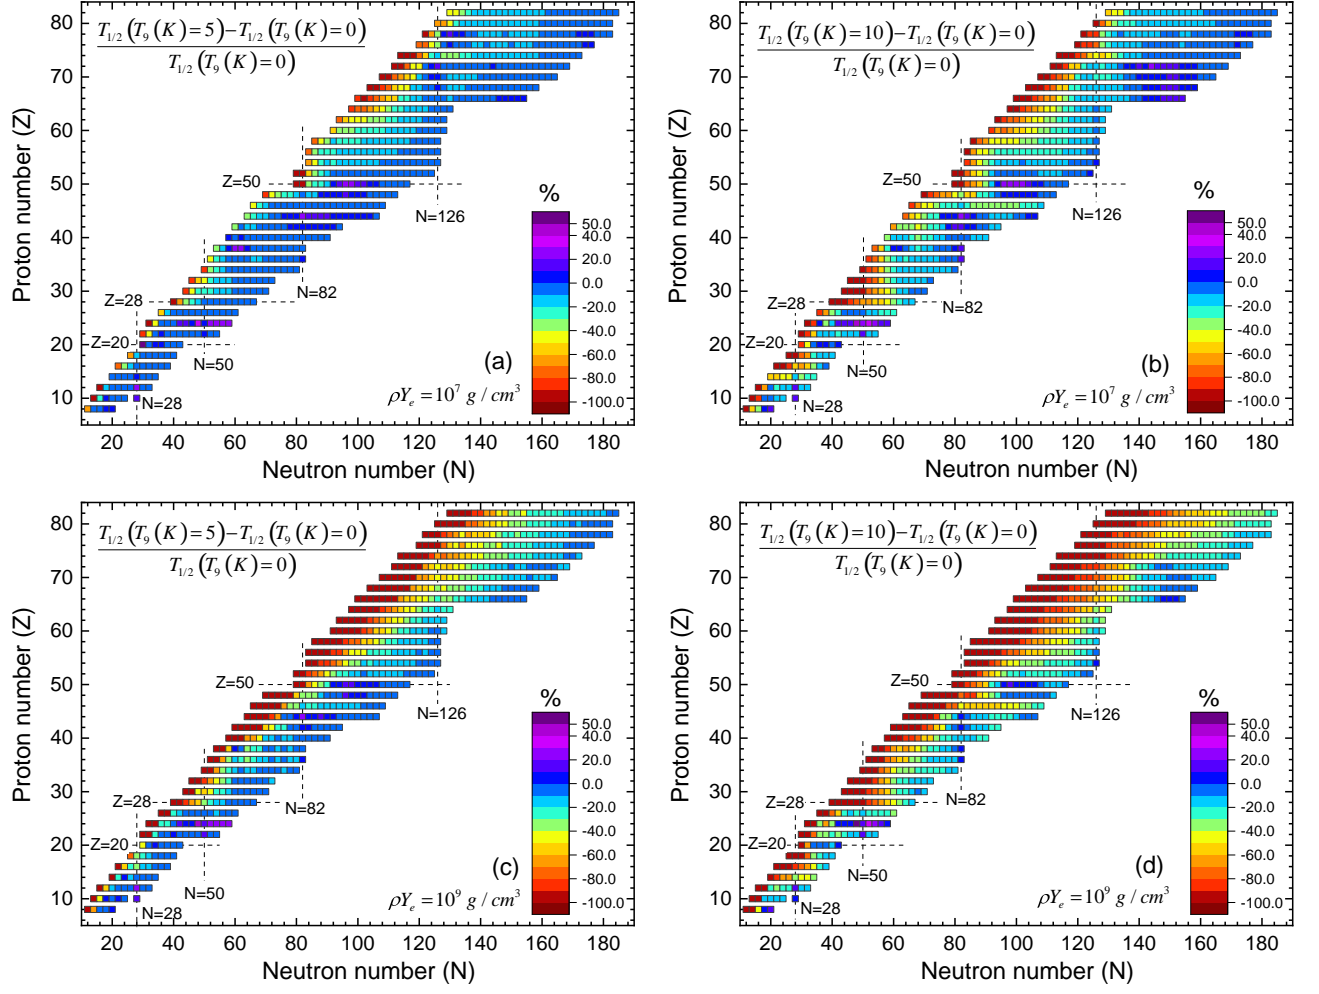 T1/2(T9(K)=5)−T1/2(T9(K)=0)
T1/2(T9(K)=0)
Proton number (Z)
80
70
60
50
40
30
20
10
Z=50
N=126
Z=28
N=82
Z=20
N=50
N=28
%
50.0
40.0
20.0
0.0
-20.0
-40.0
-60.0
-80.0
-100.0
(a)
ρYe=10^7 g/cm^3
20 40 60 80 100 120 140 160 180
Neutron number (N)
T1/2(T9(K)=10)−T1/2(T9(K)=0)
T1/2(T9(K)=0)
Proton number (Z)
80
70
60
50
40
30
20
10
Z=50
N=126
Z=28
N=82
Z=20
N=50
N=28
%
50.0
40.0
20.0
0.0
-20.0
-40.0
-60.0
-80.0
-100.0
(b)
ρYe=10^7 g/cm^3
20 40 60 80 100 120 140 160 180
Neutron number (N)
T1/2(T9(K)=5)−T1/2(T9(K)=0)
T1/2(T9(K)=0)
Proton number (Z)
80
70
60
50
40
30
20
10
Z=50
N=126
Z=28
N=82
Z=20
N=50
N=28
%
50.0
40.0
20.0
0.0
-20.0
-40.0
-60.0
-80.0
-100.0
(c)
ρYe=10^9 g/cm^3
20 40 60 80 100 120 140 160 180
Neutron number (N)
T1/2(T9(K)=10)−T1/2(T9(K)=0)
T1/2(T9(K)=0)
Proton number (Z)
80
70
60
50
40
30
20
10
Z=50
N=126
Z=28
N=82
Z=20
N=50
N=28
%
50.0
40.0
20.0
0.0
-20.0
-40.0
-60.0
-80.0
-100.0
(d)
ρYe=10^9 g/cm^3
20 40 60 80 100 120 140 160 180
Neutron number (N)